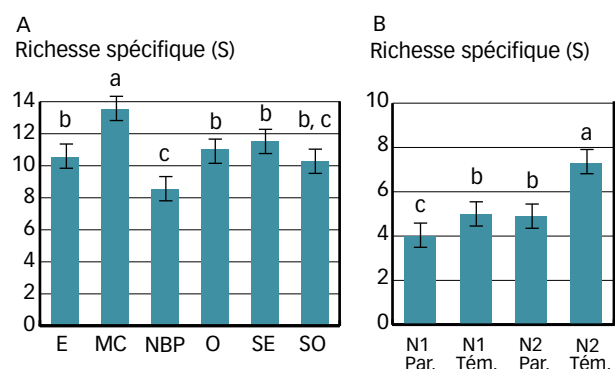 A
Richesse spécifique (S)
14
12
10
8
6
4
2
0
b
a
c
b
b
b, c
E MC NBP O SE SO
B
Richesse spécifique (S)
10
8
6
4
2
0
c
b
b
a
N1 N1 N2 N2
Par. Tém. Par. Tém.